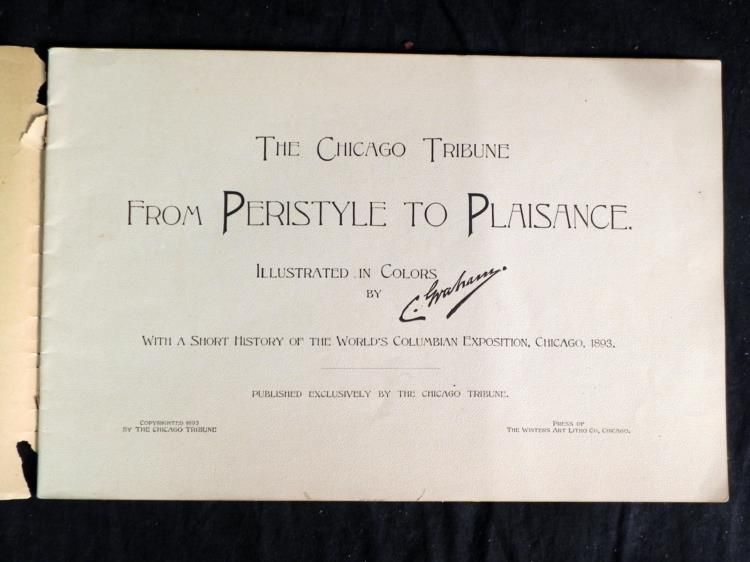 The Chicago Tribune
From Peristyle to Plaisance.
Illustrated in Colors
by C. Graham.
With a Short History of the World's Columbian Exposition, Chicago, 1893.
Published exclusively by The Chicago Tribune.
Copyrighted 1893
by The Chicago Tribune
Press of
The Winters Art Litho Co, Chicago.